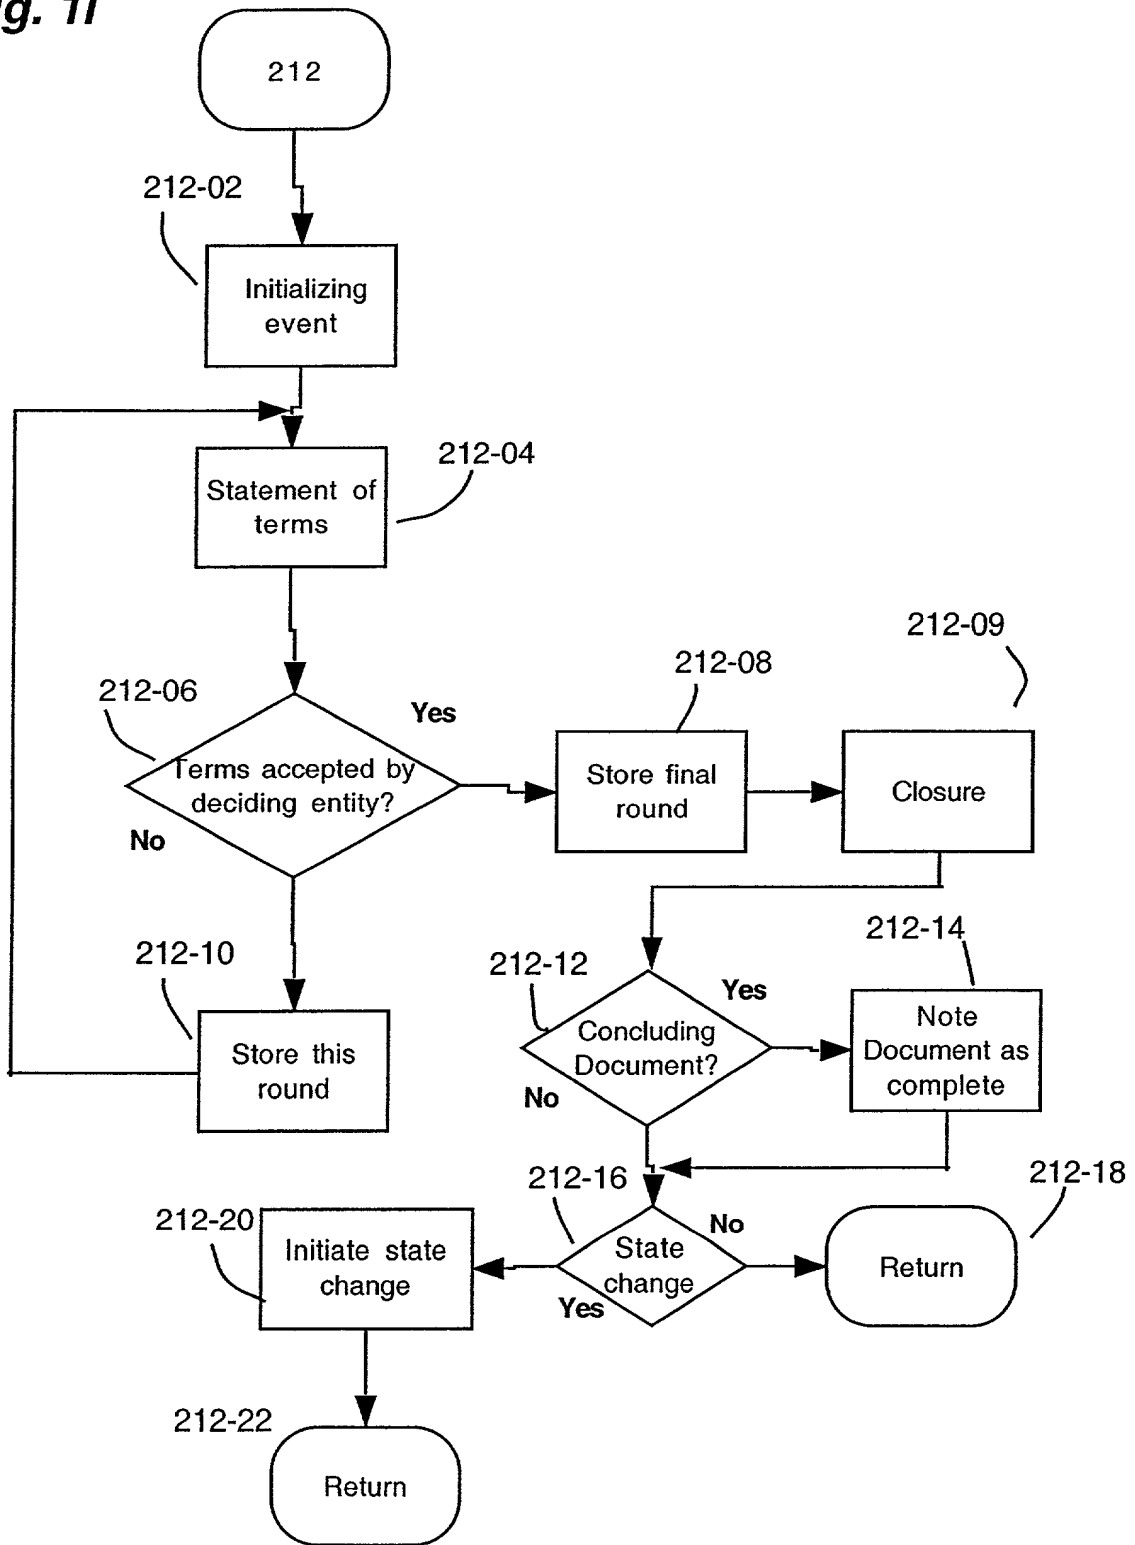 g. 1i
212
212-02
Initializing
event
212-04
Statement of
terms
212-09
212-08
212-06
Yes
Terms accepted by
deciding entity?
Store final
round
Closure
No
212-14
212-10
212-12
Yes
Note
Document as
complete
Concluding
Document?
Store this
round
No
212-16
212-18
212-20
No
Initiate state
change
State
change
Return
Yes
212-22
Return